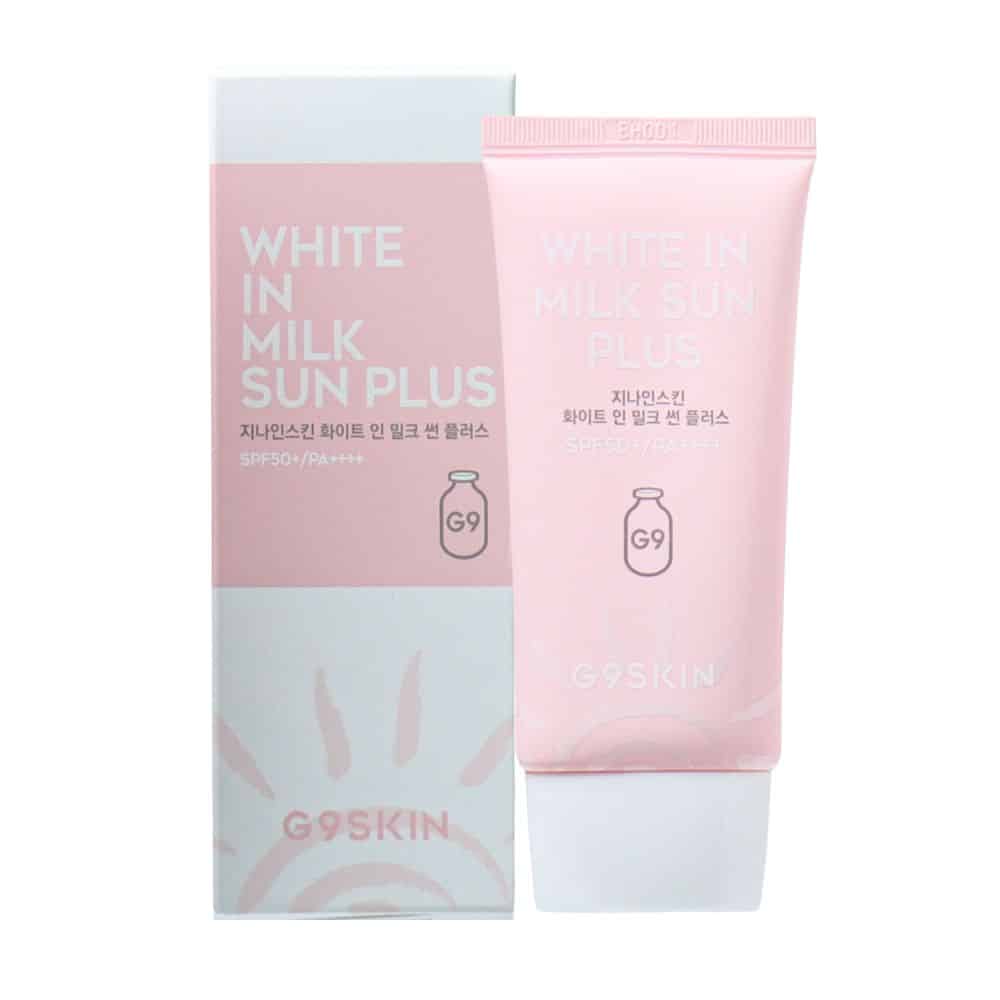 WHITE
IN
MILK
SUN PLUS
지나인스킨 화이트 인 밀크 썬 플러스
SPF50+/PA++++
G9
G9SKIN
EH001
WHITE IN
MILK SUN
PLUS
지나인스킨
화이트 인 밀크 썬 플러스
SPF50+/PA++++
G9
G9SKIN